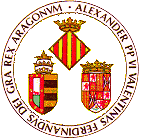 · ALEXANDER · PP · VI · VALENTINVS · FERDINANDVS · DEI GRA · REX ARAGONVM